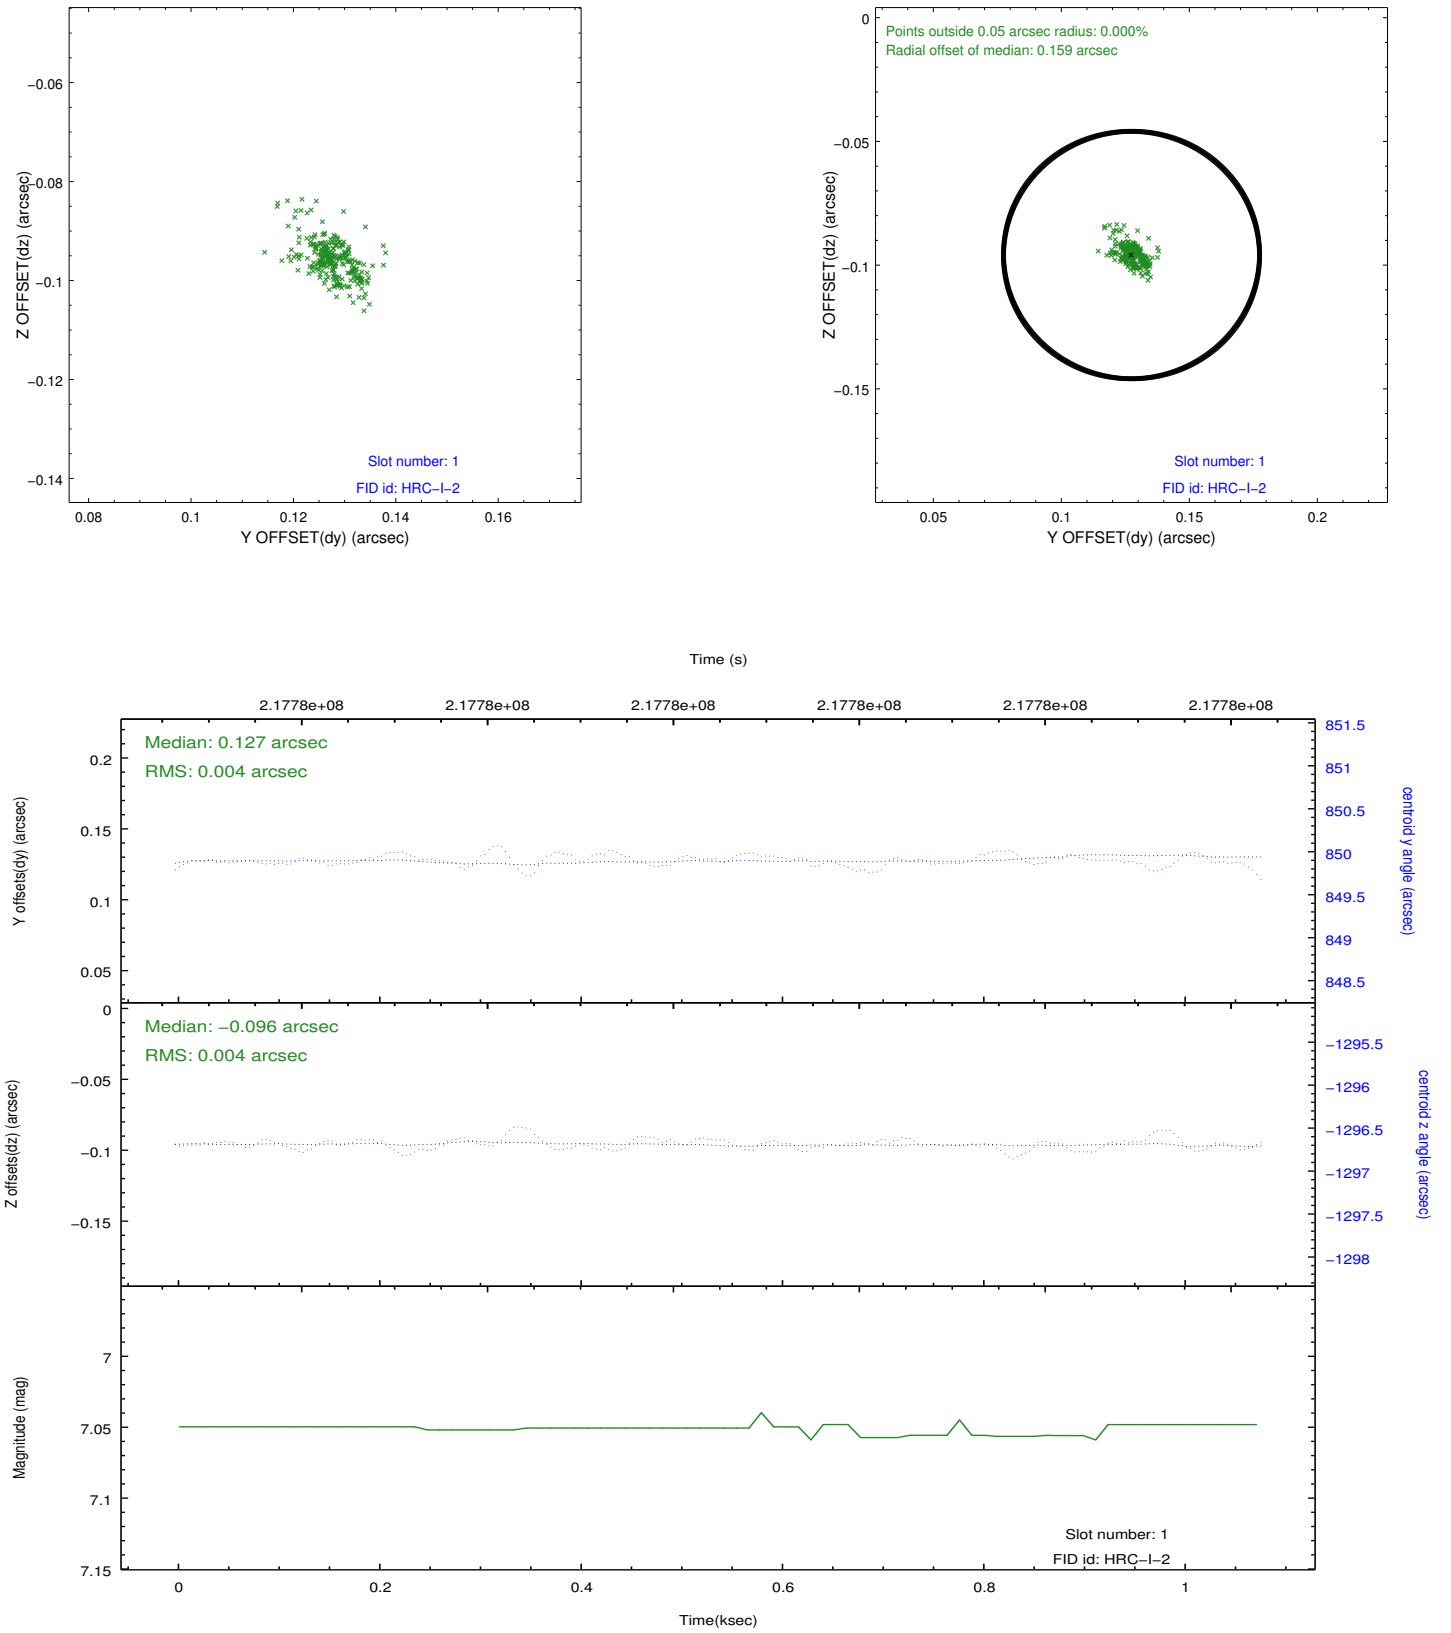 −0.06
−0.08
−0.1
−0.12
−0.14
Z OFFSET(dz) (arcsec)
Slot number: 1
FID id: HRC−I−2
0.08 0.1 0.12 0.14 0.16
Y OFFSET(dy) (arcsec)
Points outside 0.05 arcsec radius: 0.000%
Radial offset of median: 0.159 arcsec
0
−0.05
−0.1
−0.15
Z OFFSET(dz) (arcsec)
Slot number: 1
FID id: HRC−I−2
0.05 0.1 0.15 0.2
Y OFFSET(dy) (arcsec)
Time (s)
2.1778e+08 2.1778e+08 2.1778e+08 2.1778e+08 2.1778e+08 2.1778e+08
Median: 0.127 arcsec
RMS: 0.004 arcsec
0.2
0.15
0.1
0.05
Y offsets(dy) (arcsec)
851.5
851
850.5
850
849.5
849
848.5
centroid y angle (arcsec)
Median: −0.096 arcsec
RMS: 0.004 arcsec
0
−0.05
−0.1
−0.15
Z offsets(dz) (arcsec)
−1295.5
−1296
−1296.5
−1297
−1297.5
−1298
centroid z angle (arcsec)
7
7.05
7.1
7.15
Magnitude (mag)
Slot number: 1
FID id: HRC−I−2
0 0.2 0.4 0.6 0.8 1
Time(ksec)